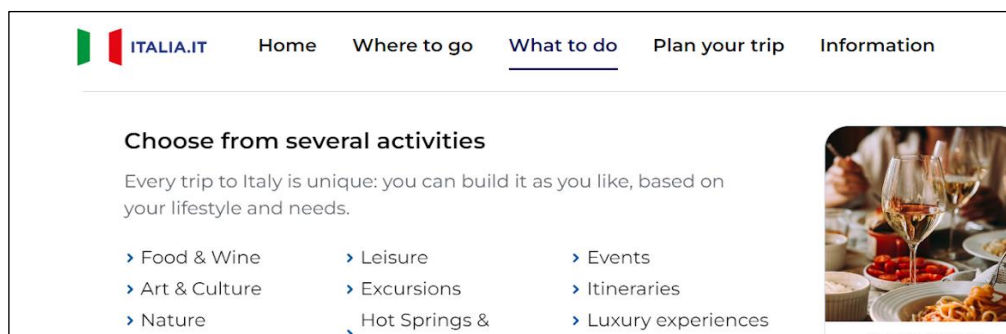 ITALIA.IT Home Where to go What to do Plan your trip Information
Choose from several activities
Every trip to Italy is unique: you can build it as you like, based on
your lifestyle and needs.
Food & Wine Leisure Events
Art & Culture Excursions Itineraries
Nature Hot Springs & Luxury experiences